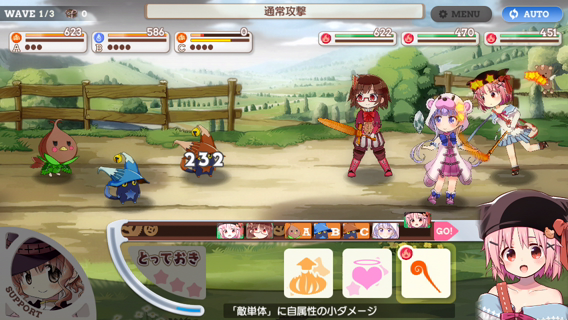 WAVE 1/3 0
通常攻撃
MENU
AUTO
623
586
0
622
470
451
A
B
C
232
A B C GO!
とっておき
SUPPORT
「敵単体」に自属性の小ダメージ